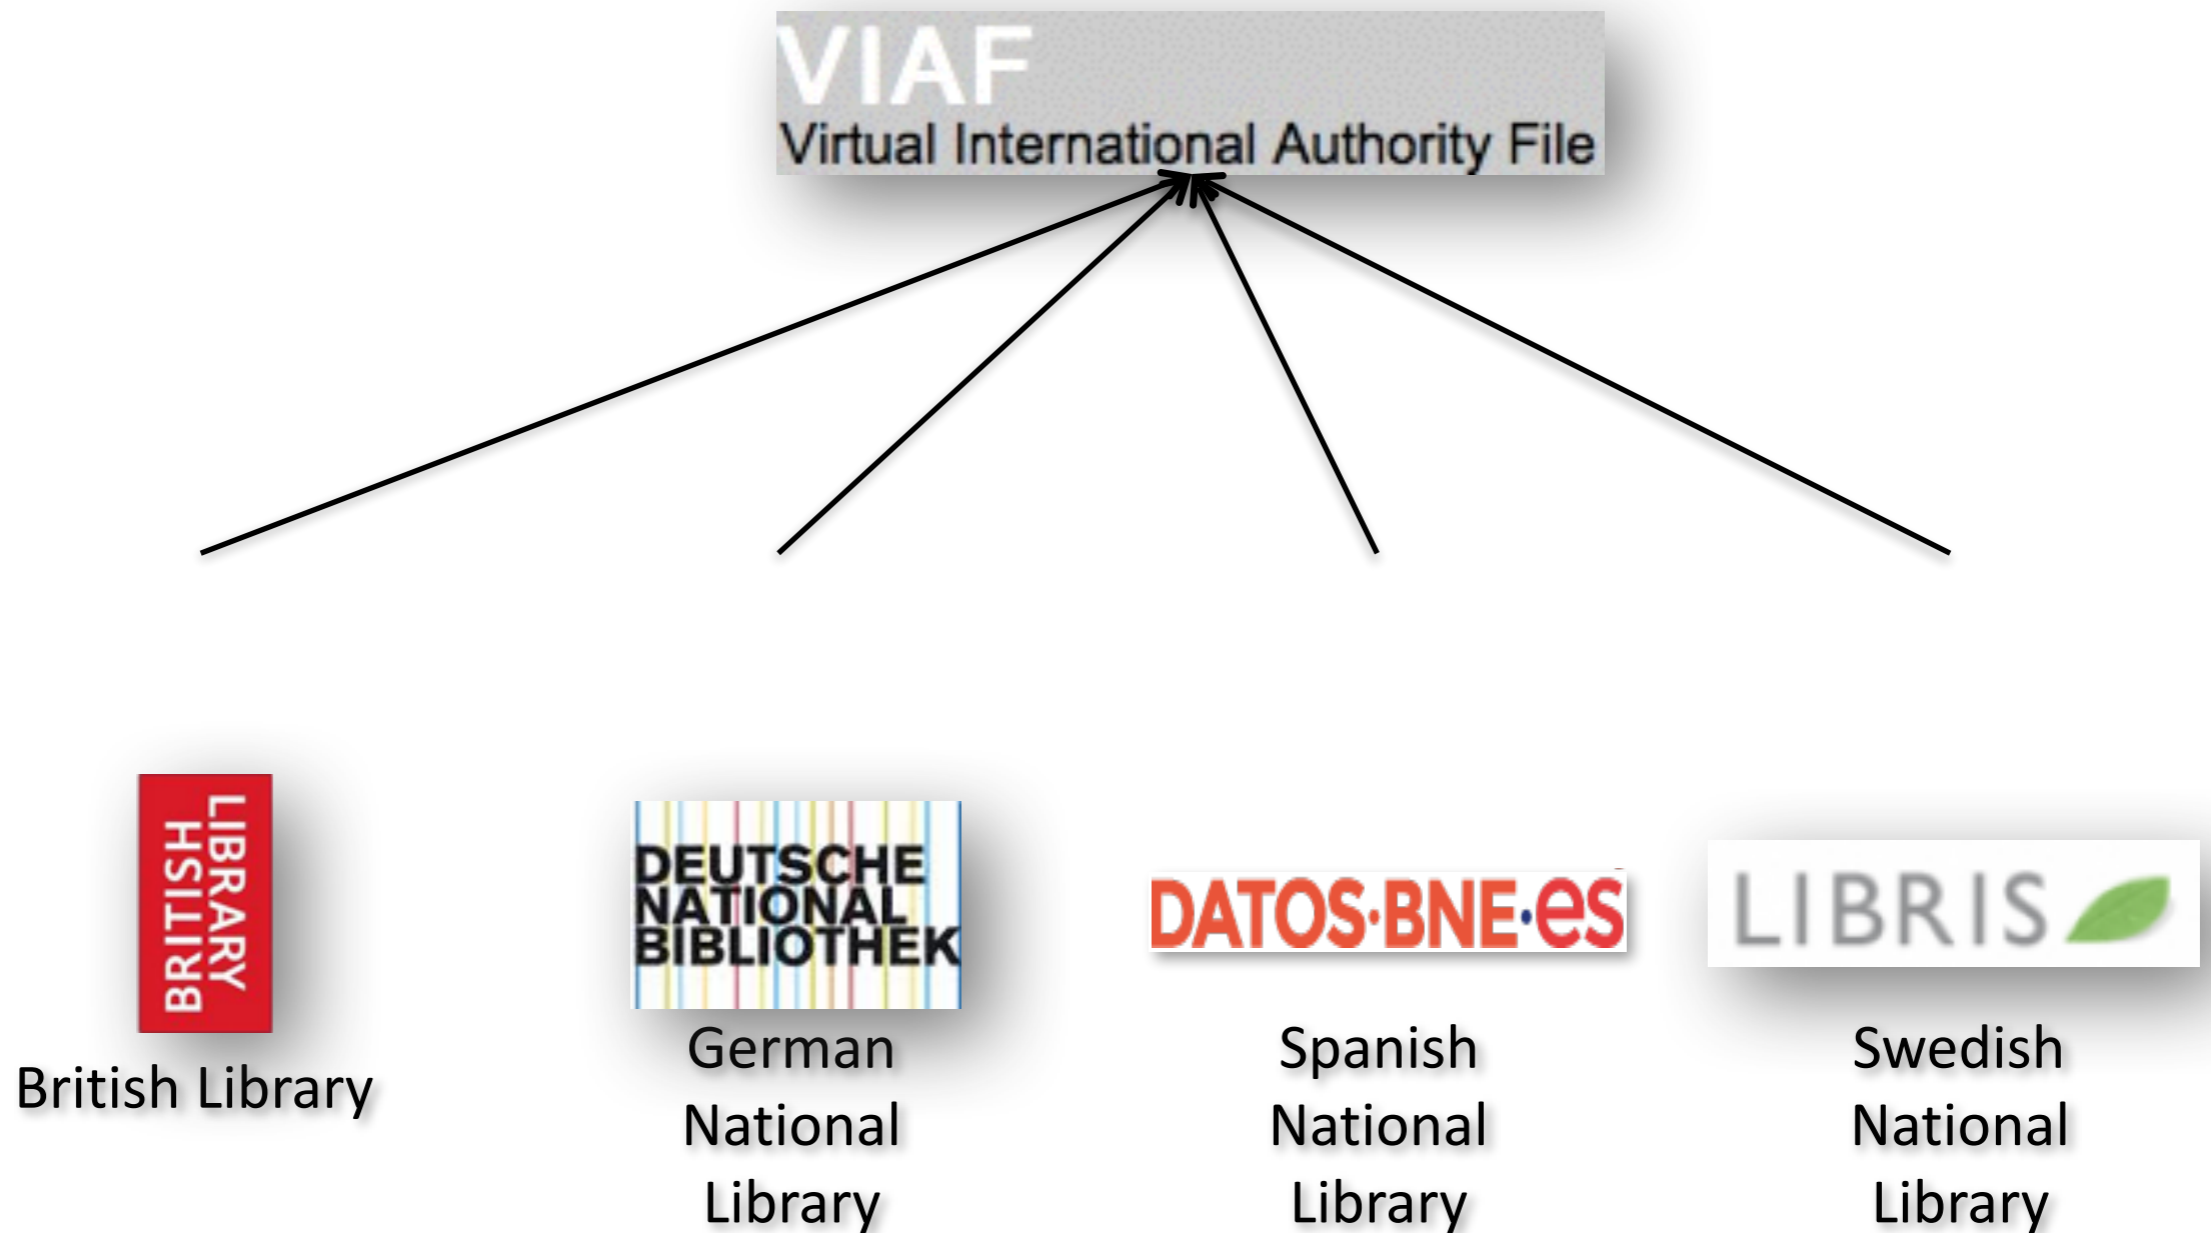 VIAF
Virtual International Authority File
BRITISH
LIBRARY
British Library
DEUTSCHE
NATIONAL
BIBLIOTHEK
German
National
Library
DATOS·BNE·es
Spanish
National
Library
LIBRIS
Swedish
National
Library